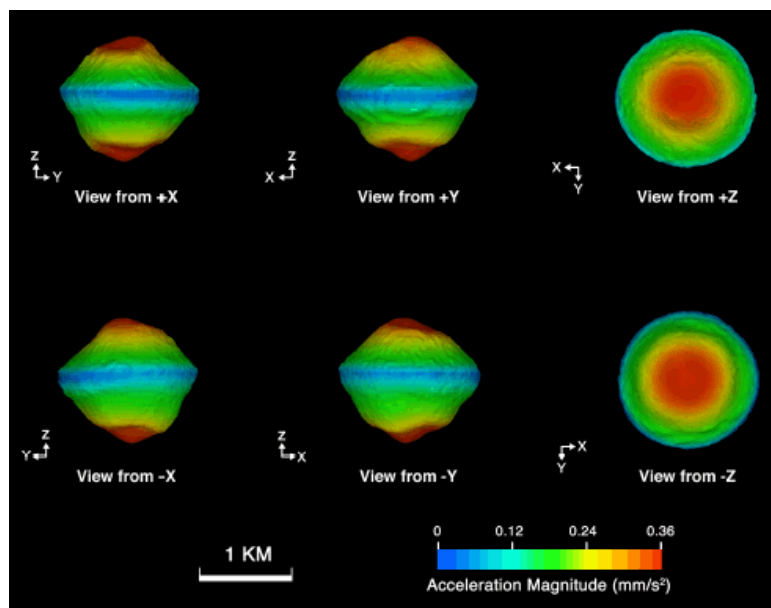 Z
Y
View from +X
Z
X
View from +Y
X
Y
View from +Z
Z
Y
View from -X
Z
X
View from -Y
X
Y
View from -Z
1 KM
0 0.12 0.24 0.36
Acceleration Magnitude (mm/s²)